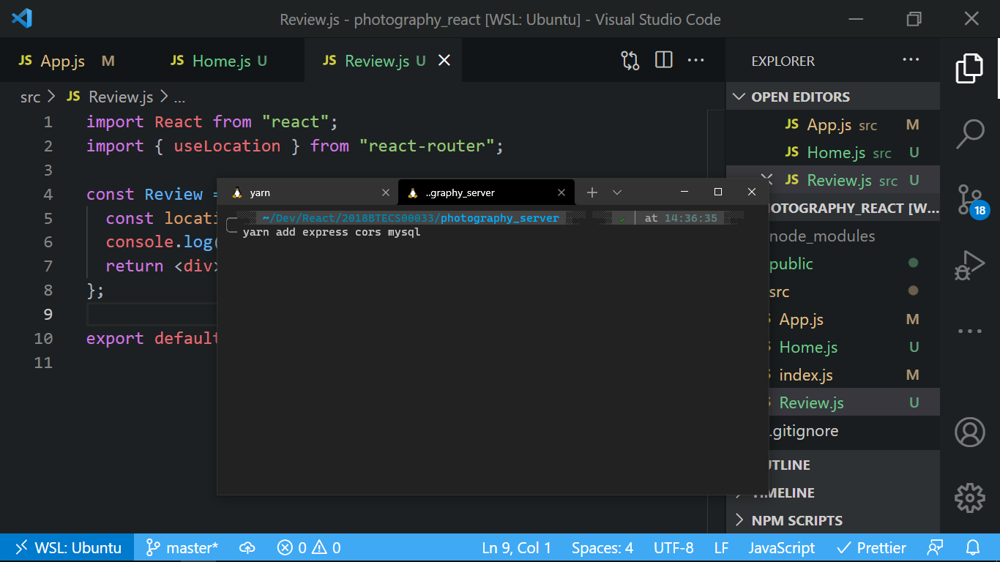 Review.js - photography_react [WSL: Ubuntu] - Visual Studio Code
JS App.js M
JS Home.js U
JS Review.js U
src > JS Review.js > ...
1 import React from "react";
2 import { useLocation } from "react-router";
3
4 const Review =
5 const locati
6 console.log(
7 return <div>
8 };
9
10 export default
11
yarn
..graphy_server
~/Dev/React/2018BTECS00033/photography_server
✓ | at 14:36:35
yarn add express cors mysql
EXPLORER
OPEN EDITORS
JS App.js src M
JS Home.js src U
JS Review.js src U
OTOGRAPHY_REACT [W...
node_modules
public
src
App.js M
Home.js U
index.js M
Review.js U
.gitignore
UTLINE
IMELINE
NPM SCRIPTS
18
WSL: Ubuntu
master*
0 0
Ln 9, Col 1
Spaces: 4
UTF-8
LF
JavaScript
Prettier